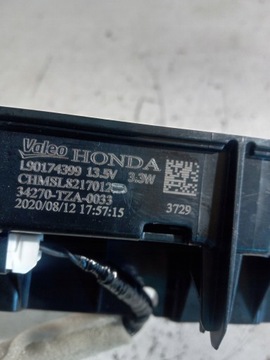 Valeo HONDA
L90174399 13.5V 3.3W
CHMSL8217012
34270-TZA-0033
2020/08/12 17:57:15
3729